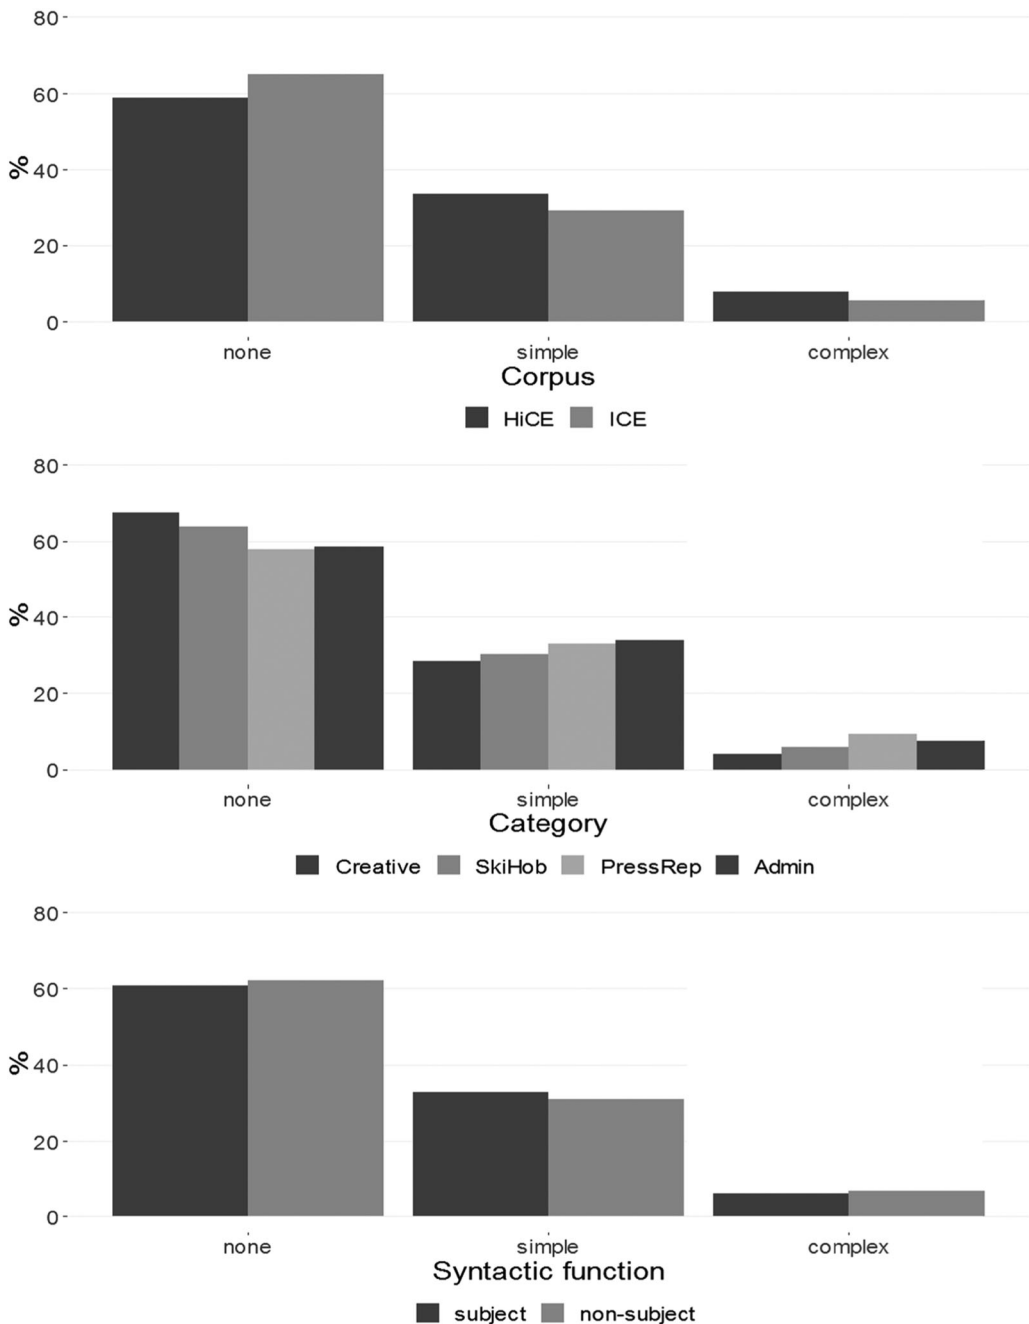 80
60
%
40
20
0
none simple complex
Corpus
HiCE ICE
80
60
%
40
20
0
none simple complex
Category
Creative SkiHob PressRep Admin
80
60
%
40
20
0
none simple complex
Syntactic function
subject non-subject